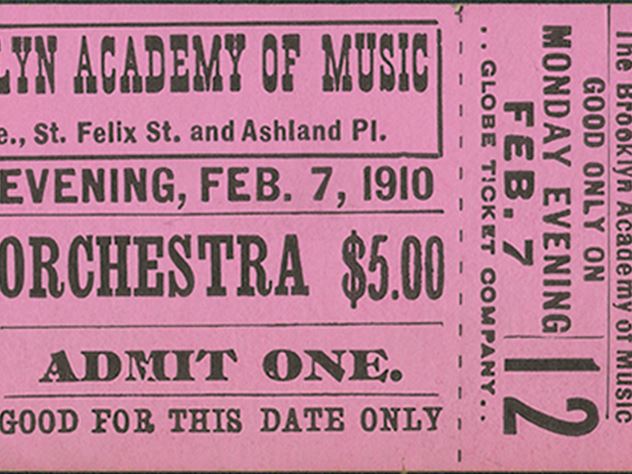 LYN ACADEMY OF MUSIC
e., St. Felix St. and Ashland Pl.
EVENING, FEB. 7, 1910
ORCHESTRA $5.00
ADMIT ONE.
GOOD FOR THIS DATE ONLY
..GLOBE TICKET COMPANY..
FEB. 7
MONDAY EVENING
GOOD ONLY ON
The Brooklyn Academy of Music
12